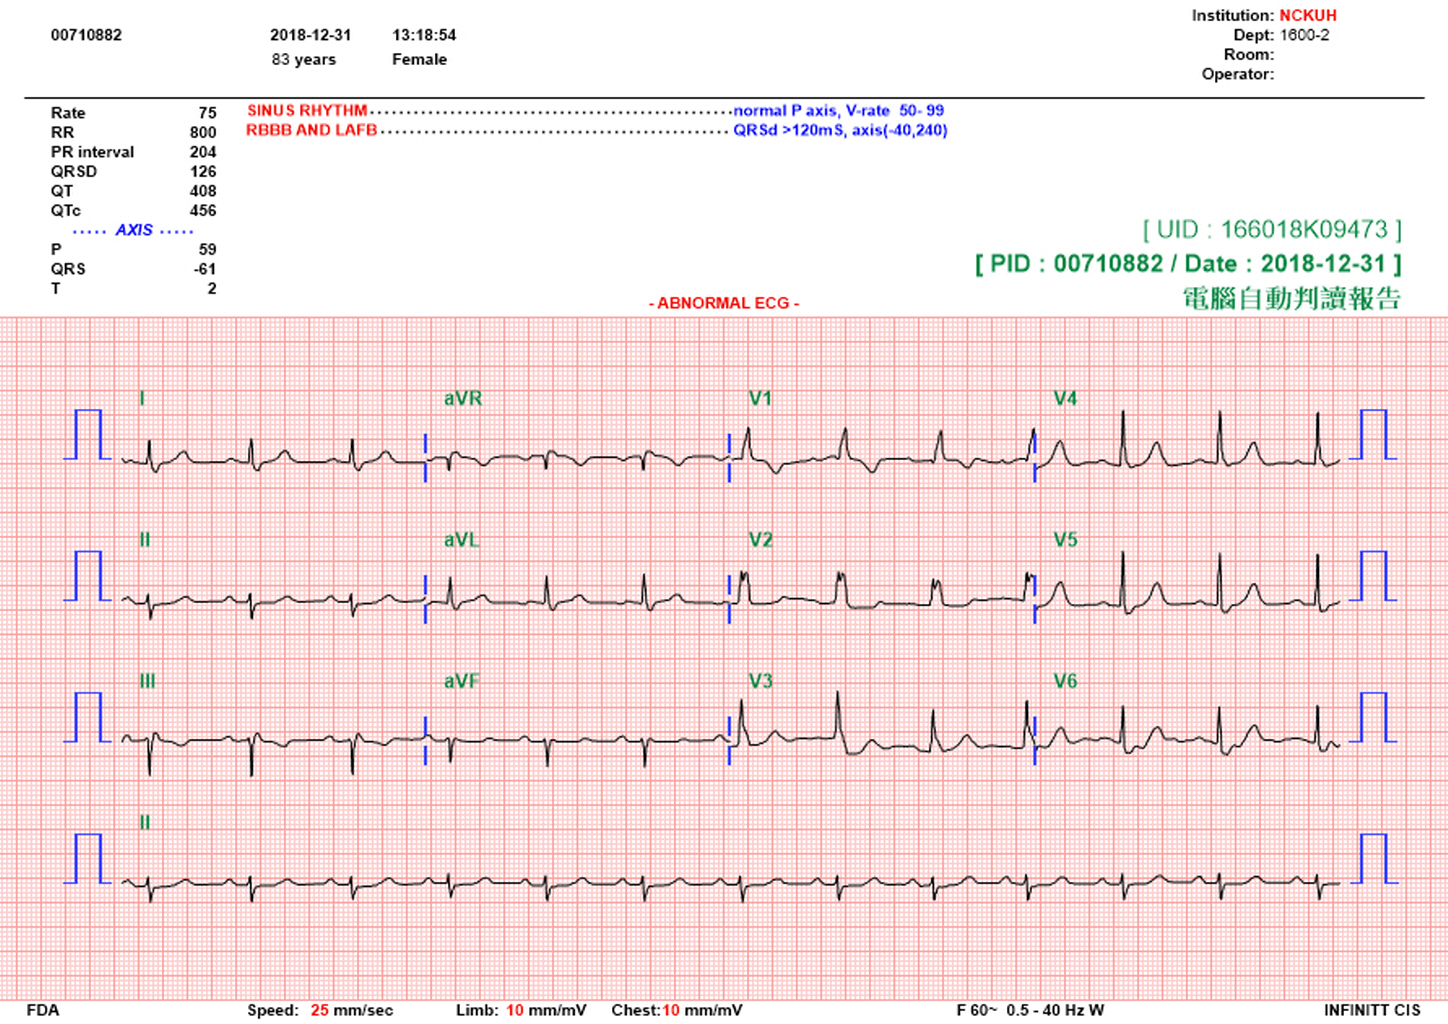 Institution: NCKUH
00710882 2018-12-31 13:18:54 Dept: 1600-2
Room:
83 years Female
Operator:
Rate 75 SINUS RHYTHM normal P axis, V-rate 50- 99
RR 800 RBBB AND LAFB QRSd >120mS, axis(-40,240)
PR interval 204
QRSD 126
QT 408
QTc 456
..... AXIS .....
[ UID : 166018K09473 ]
P 59
QRS -61
[ PID : 00710882 / Date : 2018-12-31 ]
T 2
電腦自動判讀報告
- ABNORMAL ECG -
I aVR V1 V4
II aVL V2 V5
III aVF V3 V6
II
FDA Speed: 25 mm/sec Limb: 10 mm/mV Chest:10 mm/mV F 60~ 0.5 - 40 Hz W INFINITT CIS